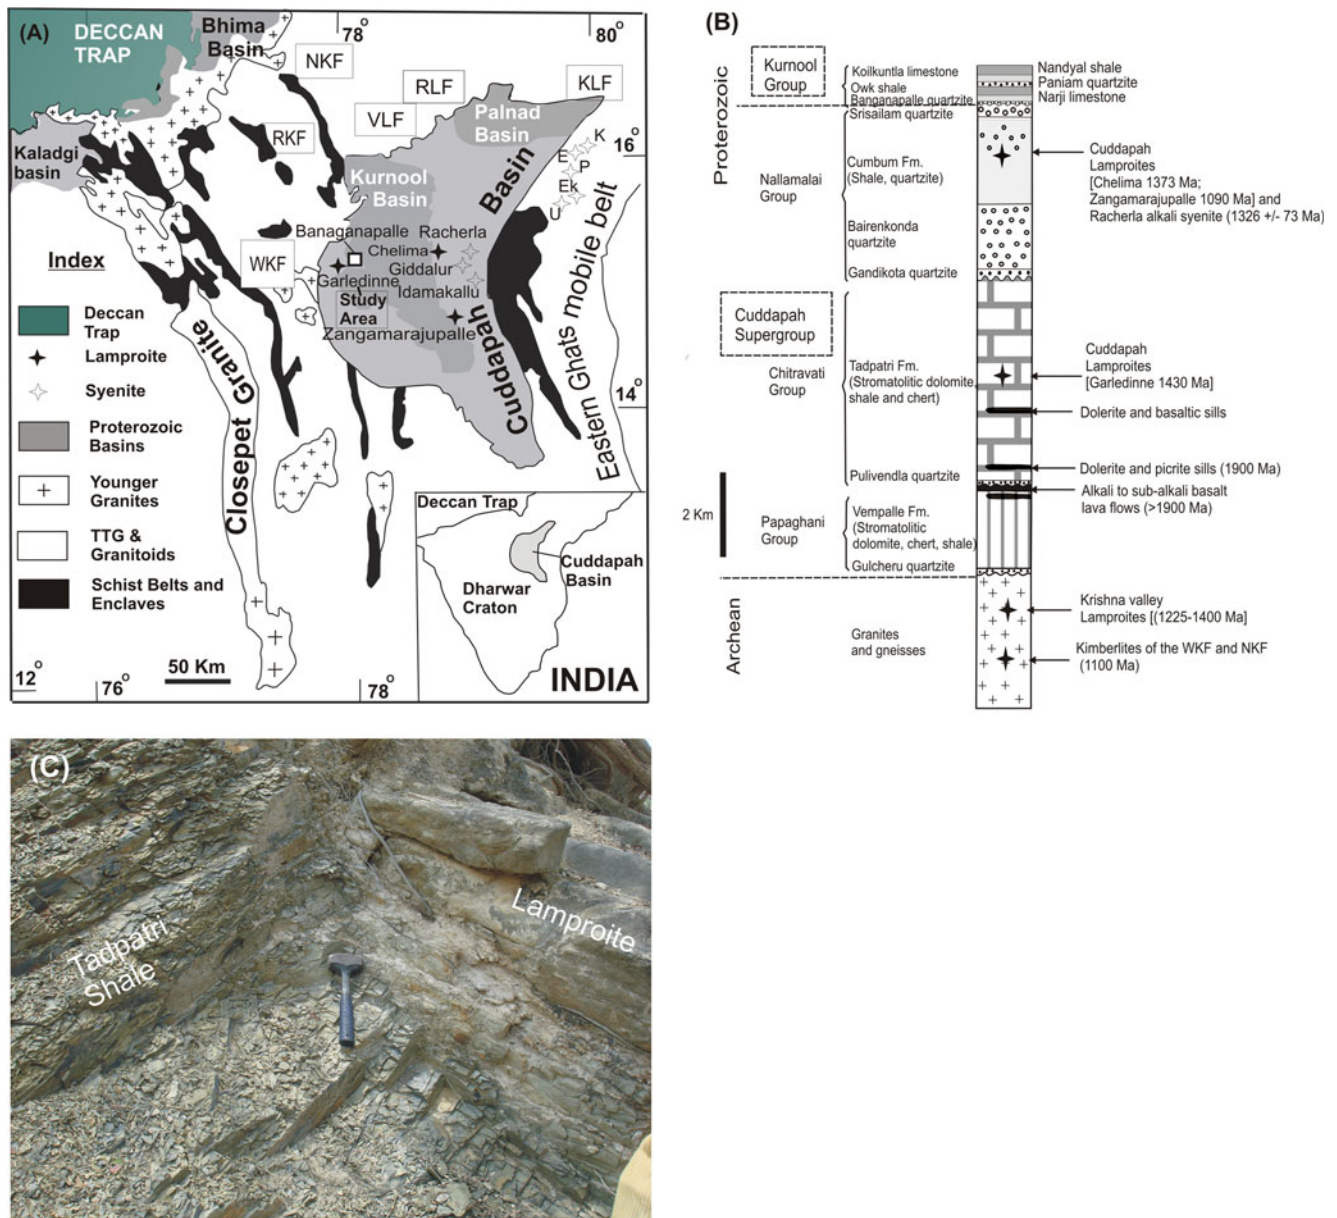 (A)
DECCAN
TRAP
Bhima
Basin
78°
80°
NKF
RLF
KLF
VLF
RKF
Palnad
Basin
16°
K
E
P
Ek
U
Kaladgi
basin
Kurnool
Basin
Basin
Banaganapalle
Racherla
Chelima
WKF
Giddalur
Garledinne
Idamakallu
Study
Area
Zangamarajupalle
Cuddapah
Eastern Ghats mobile belt
14°
Closepet Granite
Index
Deccan
Trap
Lamproite
Syenite
Proterozoic
Basins
Younger
Granites
TTG &
Granitoids
Schist Belts and
Enclaves
12°
76°
50 Km
78°
Deccan Trap
Cuddapah
Basin
Dharwar
Craton
INDIA
(B)
Proterozoic
Archean
Kurnool
Group
Koilkuntla limestone
Owk shale
Banganapalle quartzite
Nandyal shale
Paniam quartzite
Narji limestone
Srisailam quartzite
Nallamalai
Group
Cumbum Fm.
(Shale, quartzite)
Bairenkonda
quartzite
Gandikota quartzite
Cuddapah
Lamproites
[Chelima 1373 Ma;
Zangamarajupalle 1090 Ma] and
Racherla alkali syenite (1326 +/- 73 Ma)
Cuddapah
Supergroup
Chitravati
Group
Tadpatri Fm.
(Stromatolitic dolomite,
shale and chert)
Pulivendla quartzite
Cuddapah
Lamproites
[Garledinne 1430 Ma]
Dolerite and basaltic sills
Dolerite and picrite sills (1900 Ma)
Alkali to sub-alkali basalt
lava flows (>1900 Ma)
2 Km
Papaghani
Group
Vempalle Fm.
(Stromatolitic
dolomite, chert, shale)
Gulcheru quartzite
Granites
and gneisses
Krishna valley
Lamproites [(1225-1400 Ma]
Kimberlites of the WKF and NKF
(1100 Ma)
(C)
Tadpatri
Shale
Lamproite